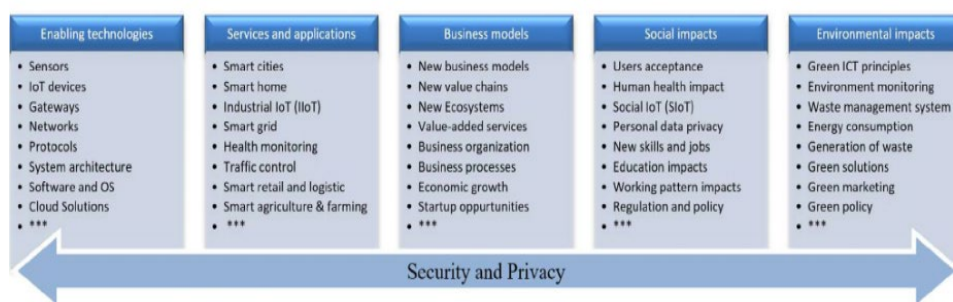 Enabling technologies
• Sensors
• IoT devices
• Gateways
• Networks
• Protocols
• System architecture
• Software and OS
• Cloud Solutions
• ***
Services and applications
• Smart cities
• Smart home
• Industrial IoT (IIoT)
• Smart grid
• Health monitoring
• Traffic control
• Smart retail and logistic
• Smart agriculture & farming
• ***
Business models
• New business models
• New value chains
• New Ecosystems
• Value-added services
• Business organization
• Business processes
• Economic growth
• Startup oppurtunities
• ***
Social impacts
• Users acceptance
• Human health impact
• Social IoT (SIoT)
• Personal data privacy
• New skills and jobs
• Education impacts
• Working pattern impacts
• Regulation and policy
• ***
Environmental impacts
• Green ICT principles
• Environment monitoring
• Waste management system
• Energy consumption
• Generation of waste
• Green solutions
• Green marketing
• Green policy
• ***
Security and Privacy